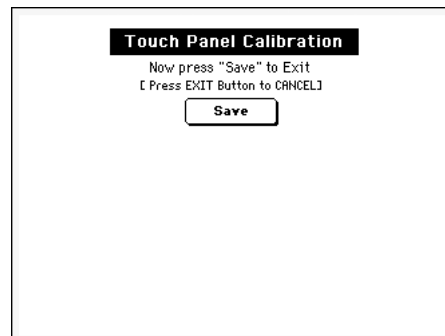 Touch Panel Calibration
Now press "Save" to Exit
[ Press EXIT Button to CANCEL]
Save